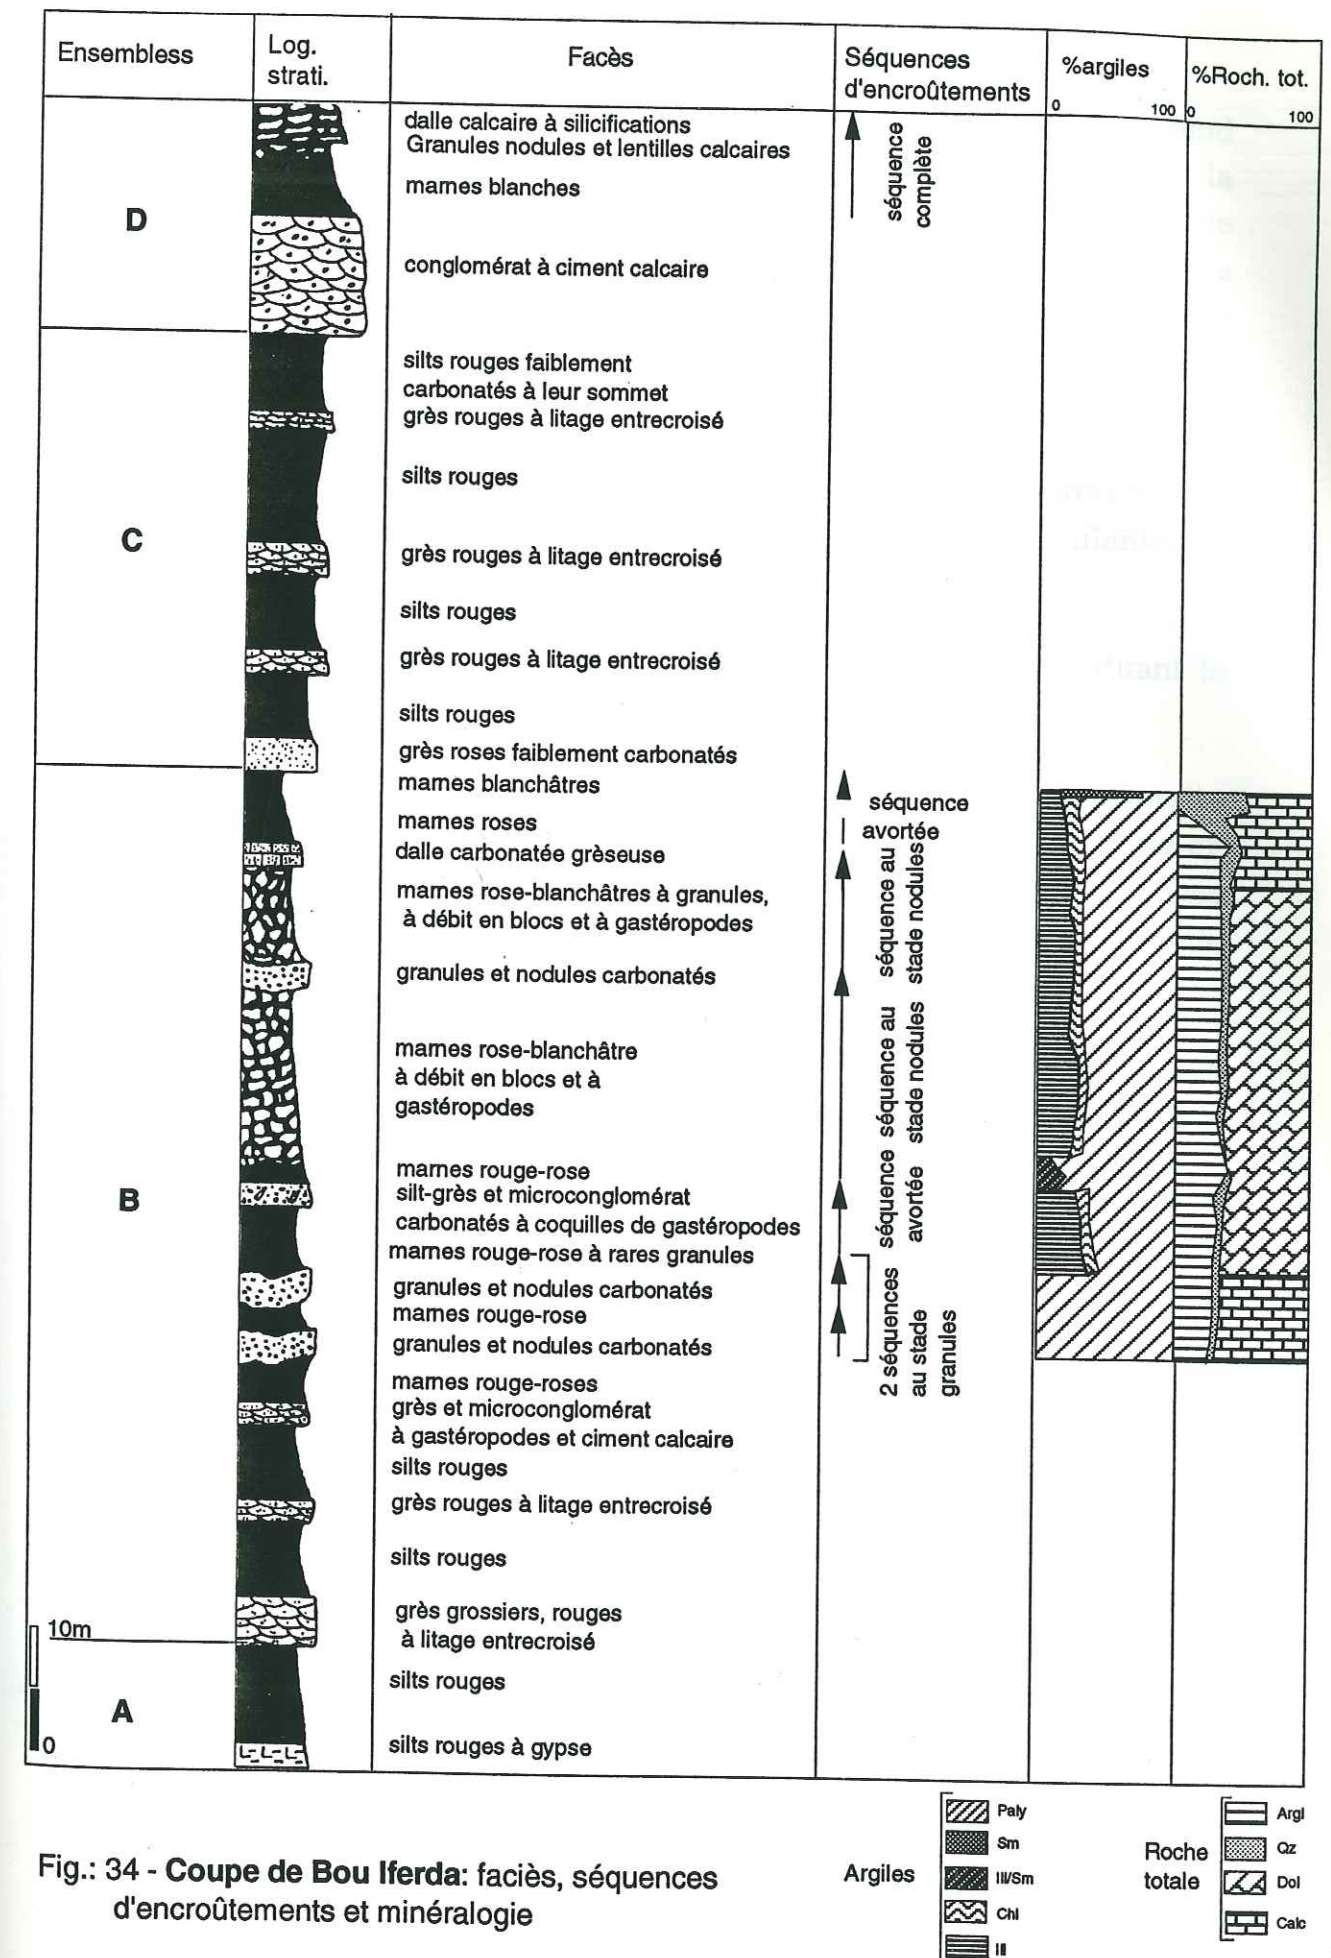 Ensembless
Log.
strati.
Facès
Séquences
d'encroûtements
%argiles
0 100
%Roch. tot.
0 100
D
dalle calcaire à silicifications
Granules nodules et lentilles calcaires
marnes blanches
conglomérat à ciment calcaire
séquence
complète
C
silts rouges faiblement
carbonatés à leur sommet
grès rouges à litage entrecroisé
silts rouges
grès rouges à litage entrecroisé
silts rouges
grès rouges à litage entrecroisé
silts rouges
grès roses faiblement carbonatés
B
marnes blanchâtres
marnes roses
dalle carbonatée grèseuse
marnes rose-blanchâtres à granules,
à débit en blocs et à gastéropodes
granules et nodules carbonatés
marnes rose-blanchâtre
à débit en blocs et à
gastéropodes
marnes rouge-rose
silt-grès et microconglomérat
carbonatés à coquilles de gastéropodes
marnes rouge-rose à rares granules
granules et nodules carbonatés
marnes rouge-rose
granules et nodules carbonatés
marnes rouge-roses
grès et microconglomérat
à gastéropodes et ciment calcaire
silts rouges
grès rouges à litage entrecroisé
silts rouges
grès grossiers, rouges
à litage entrecroisé
séquence
avortée
séquence au
stade nodules
séquence au
stade nodules
séquence
avortée
2 séquences
au stade
granules
A
silts rouges
silts rouges à gypse
10m
0
Fig.: 34 - Coupe de Bou Iferda: faciès, séquences
d'encroûtements et minéralogie
Argiles
Paly
Sm
Ill/Sm
Chl
Ill
Roche
totale
Argl
Qz
Dol
Calc